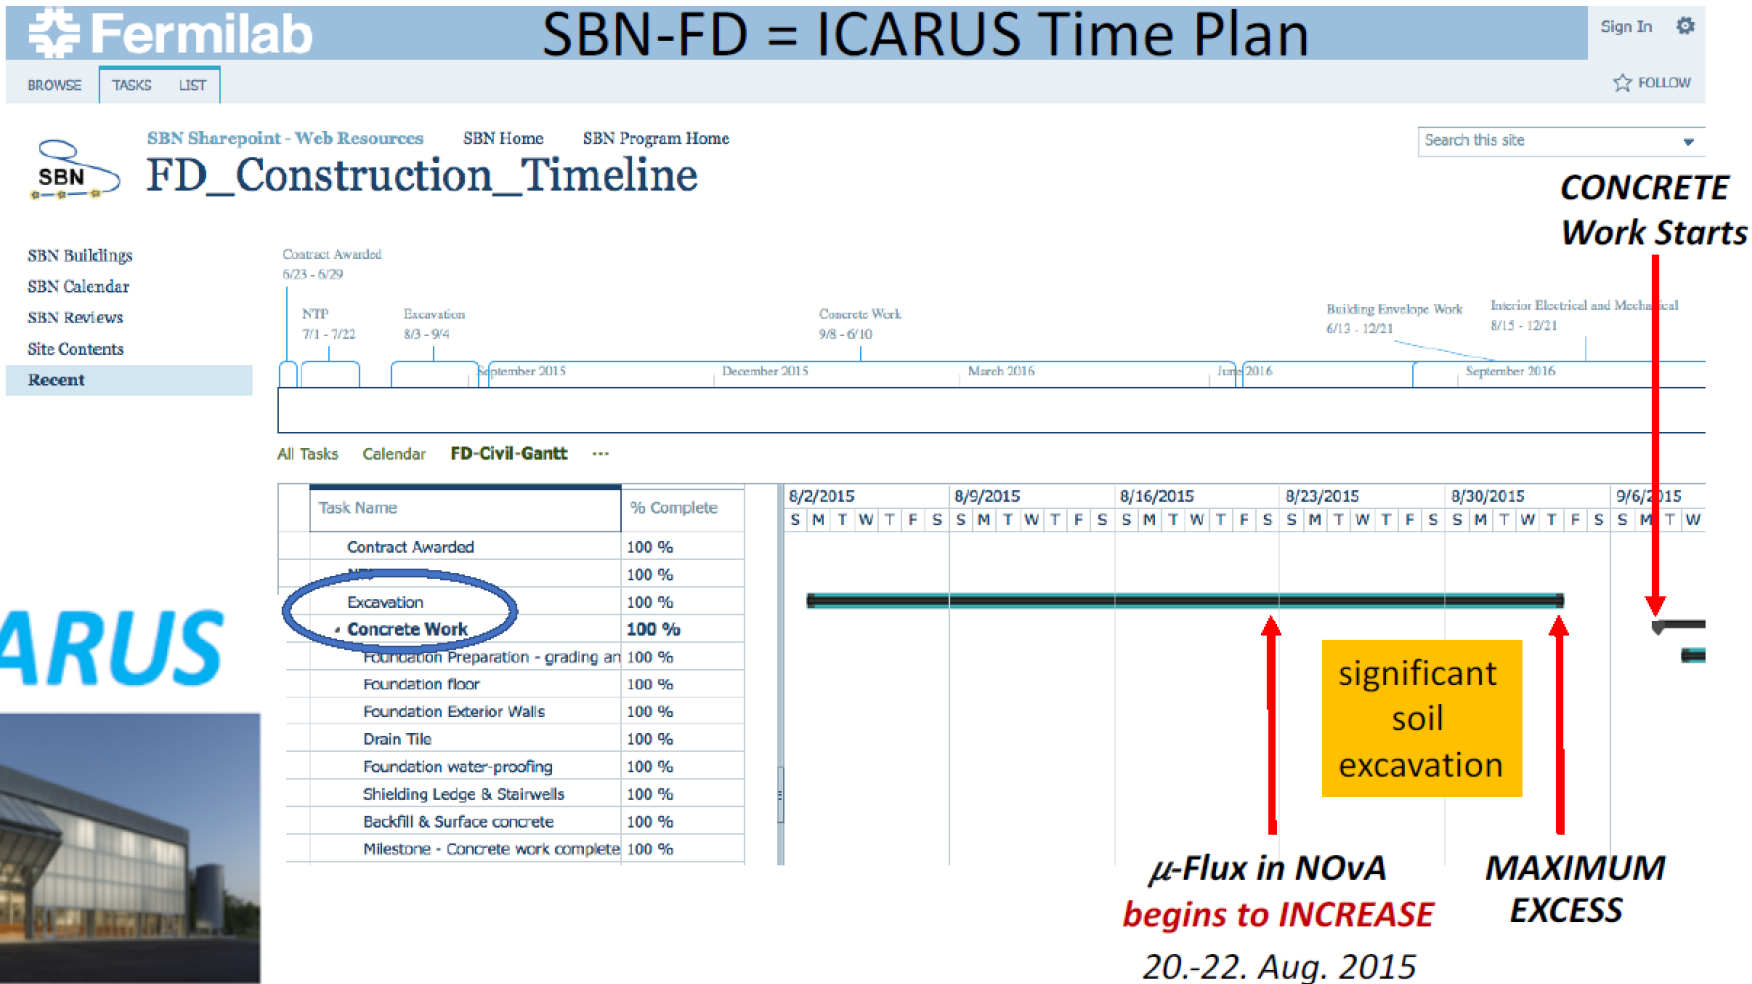 Fermilab
SBN-FD = ICARUS Time Plan
Sign In
BROWSE TASKS LIST
FOLLOW
SBN Sharepoint - Web Resources SBN Home SBN Program Home
SBN
FD_Construction_Timeline
Search this site
CONCRETE
Work Starts
SBN Buildings
SBN Calendar
SBN Reviews
Site Contents
Recent
Contract Awarded
6/23 - 6/29
NTP
7/1 - 7/22
Excavation
8/3 - 9/4
Concrete Work
9/8 - 6/10
Building Envelope Work
6/13 - 12/21
Interior Electrical and Mechanical
8/15 - 12/21
September 2015 December 2015 March 2016 June 2016 September 2016
All Tasks Calendar FD-Civil-Gantt ...
Task Name % Complete
8/2/2015 8/9/2015 8/16/2015 8/23/2015 8/30/2015 9/6/2015
S M T W T F S S M T W T F S S M T W T F S S M T W T F S S M T W T F S S M T W
Contract Awarded 100 %
100 %
Excavation 100 %
Concrete Work 100 %
Foundation Preparation - grading an 100 %
Foundation floor 100 %
Foundation Exterior Walls 100 %
Drain Tile 100 %
Foundation water-proofing 100 %
Shielding Ledge & Stairwells 100 %
Backfill & Surface concrete 100 %
Milestone - Concrete work complete 100 %
ARUS
significant
soil
excavation
μ-Flux in NOvA
begins to INCREASE
20.-22. Aug. 2015
MAXIMUM
EXCESS